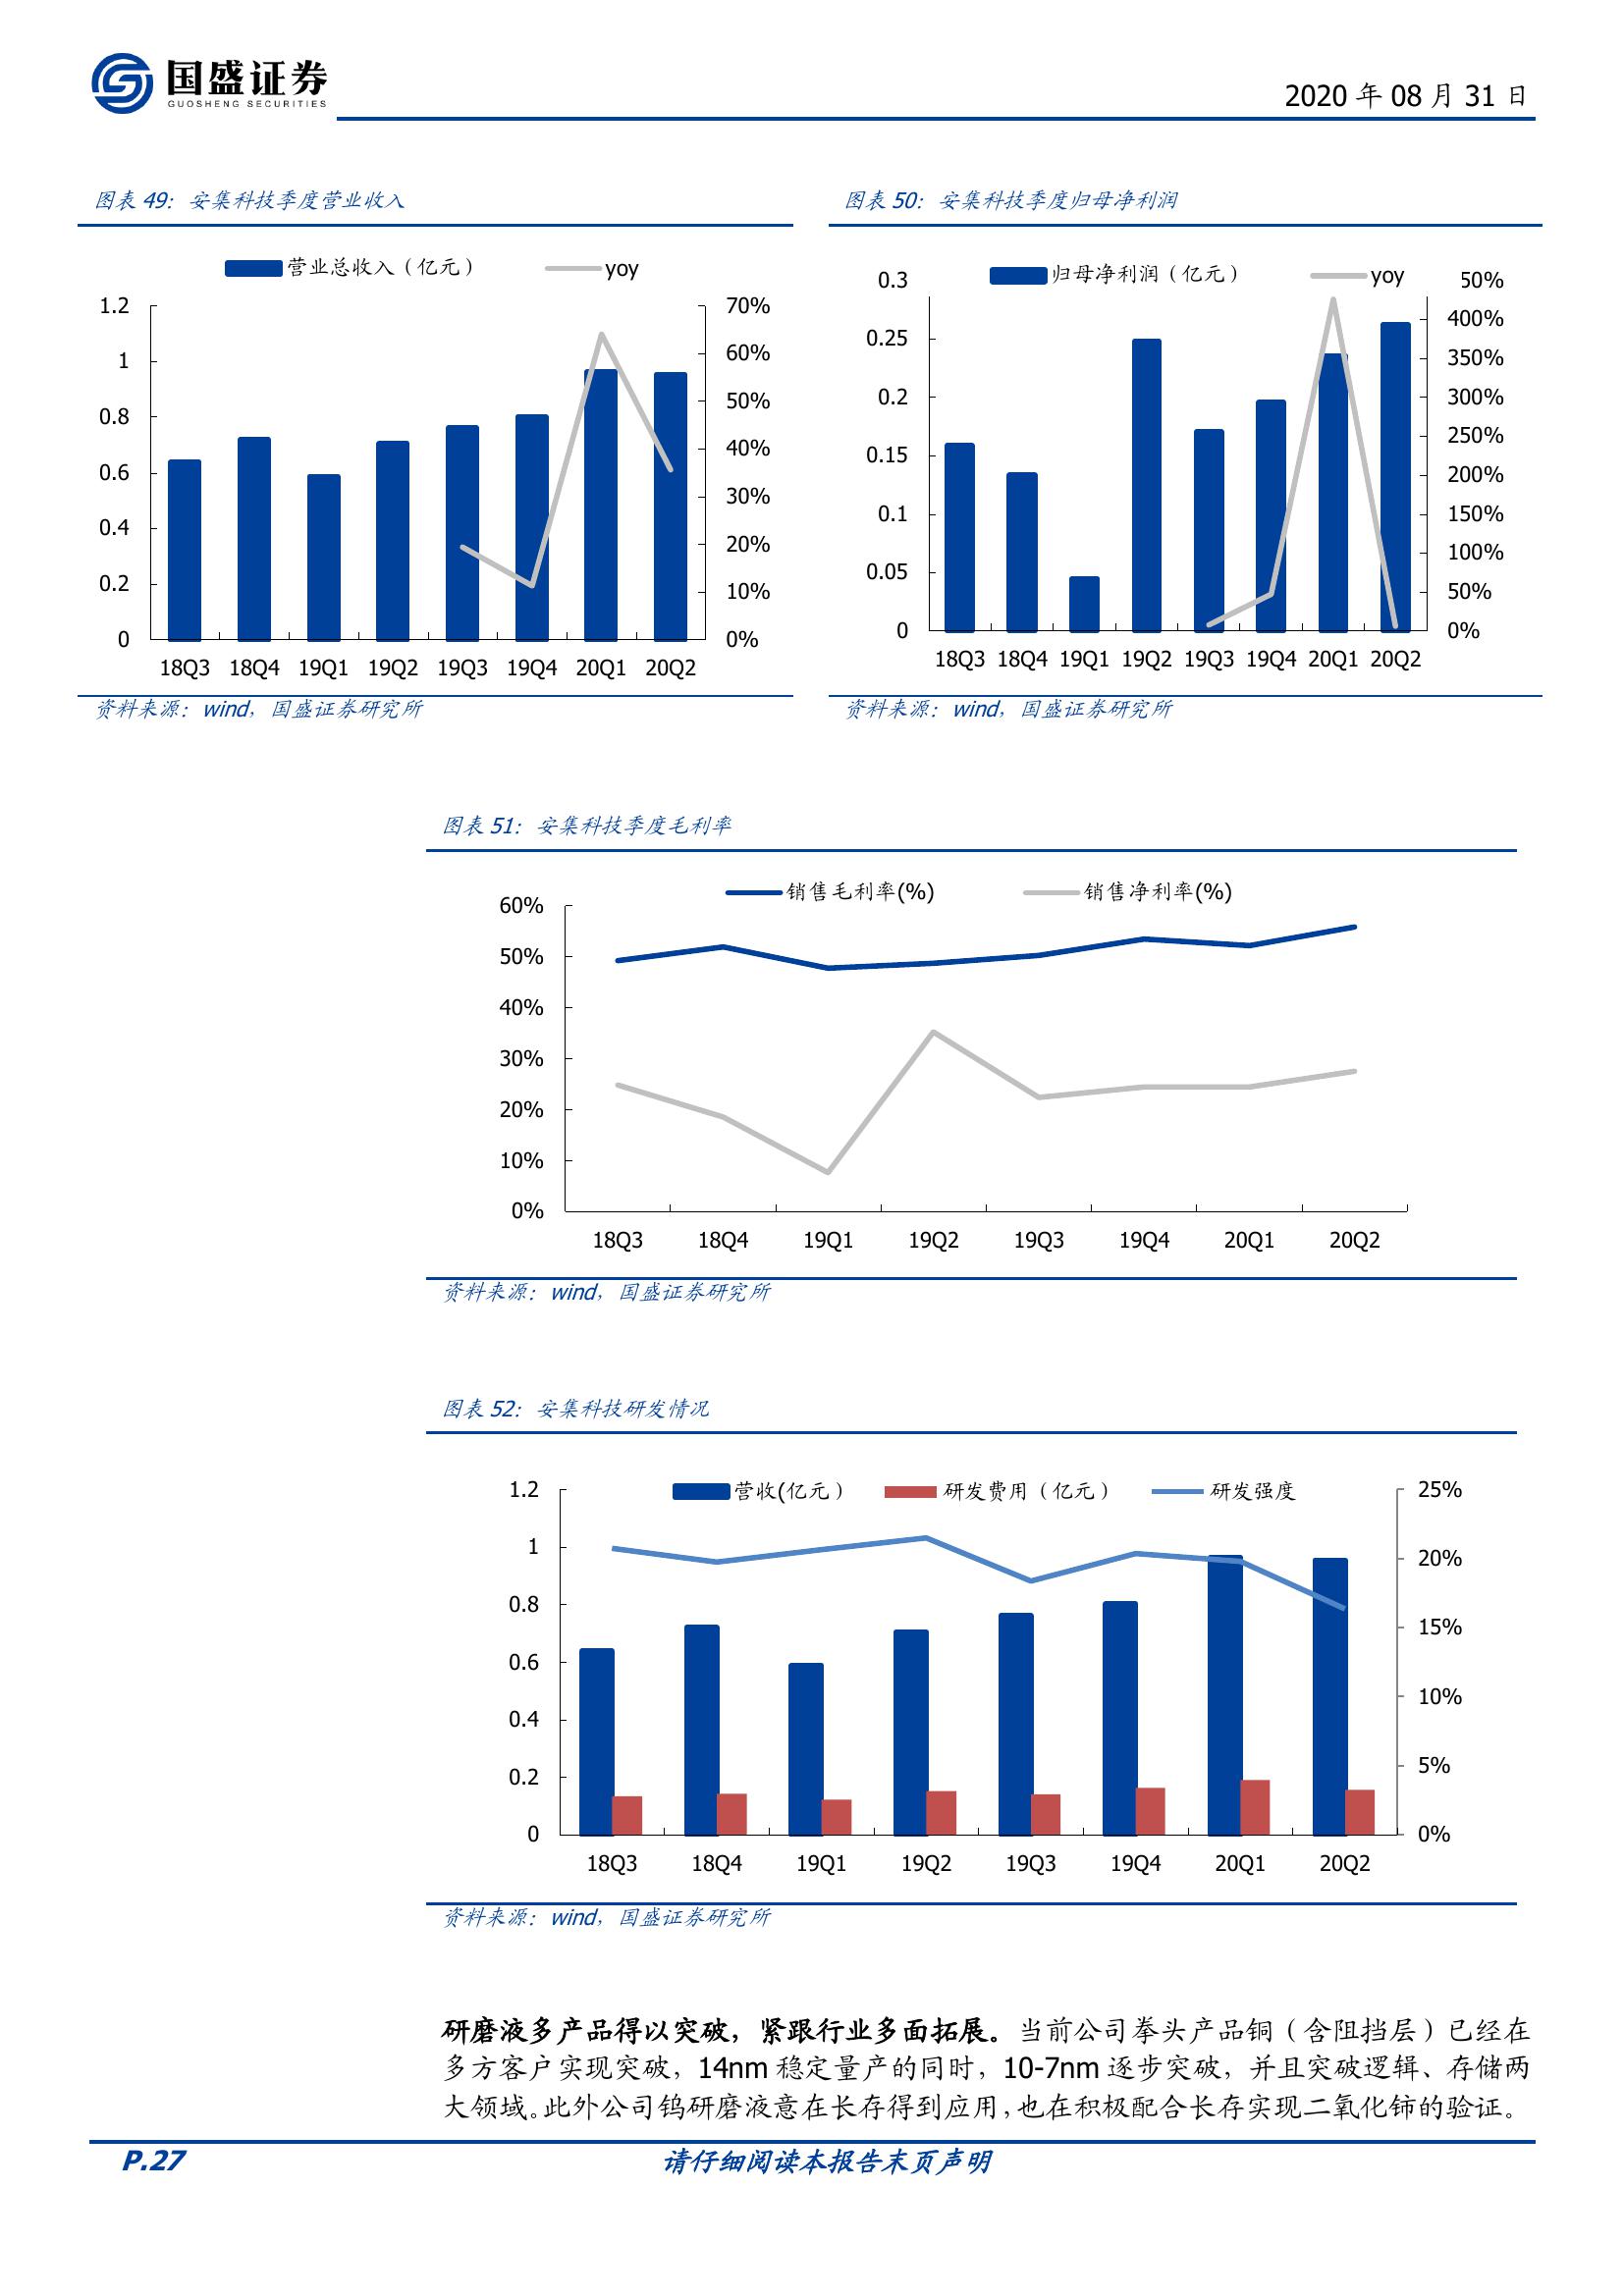 国盛证券
GUOSHENG SECURITIES
2020 年 08 月 31 日
图表 49：安集科技季度营业收入
营业总收入（亿元） yoy
1.2 70%
60%
1
50%
0.8
40%
0.6
30%
0.4
20%
0.2
10%
0 0%
18Q3 18Q4 19Q1 19Q2 19Q3 19Q4 20Q1 20Q2
资料来源：wind，国盛证券研究所
图表 50：安集科技季度归母净利润
归母净利润（亿元） yoy
0.3 50%
400%
0.25
350%
0.2 300%
250%
0.15
200%
0.1 150%
100%
0.05
50%
0 0%
18Q3 18Q4 19Q1 19Q2 19Q3 19Q4 20Q1 20Q2
资料来源：wind，国盛证券研究所
图表 51：安集科技季度毛利率
销售毛利率(%) 销售净利率(%)
60%
50%
40%
30%
20%
10%
0%
18Q3 18Q4 19Q1 19Q2 19Q3 19Q4 20Q1 20Q2
资料来源：wind，国盛证券研究所
图表 52：安集科技研发情况
营收(亿元） 研发费用（亿元） 研发强度
1.2 25%
1 20%
0.8
15%
0.6
10%
0.4
5%
0.2
0 0%
18Q3 18Q4 19Q1 19Q2 19Q3 19Q4 20Q1 20Q2
资料来源：wind，国盛证券研究所
研磨液多产品得以突破，紧跟行业多面拓展。当前公司拳头产品铜（含阻挡层）已经在
多方客户实现突破，14nm 稳定量产的同时，10-7nm 逐步突破，并且突破逻辑、存储两
大领域。此外公司钨研磨液意在长存得到应用，也在积极配合长存实现二氧化铈的验证。
P.27 请仔细阅读本报告末页声明